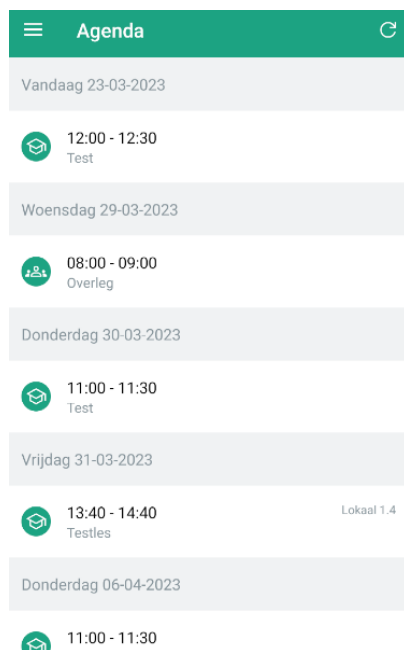 Agenda
Vandaag 23-03-2023
12:00 - 12:30
Test
Woensdag 29-03-2023
08:00 - 09:00
Overleg
Donderdag 30-03-2023
11:00 - 11:30
Test
Vrijdag 31-03-2023
13:40 - 14:40 Lokaal 1.4
Testles
Donderdag 06-04-2023
11:00 - 11:30